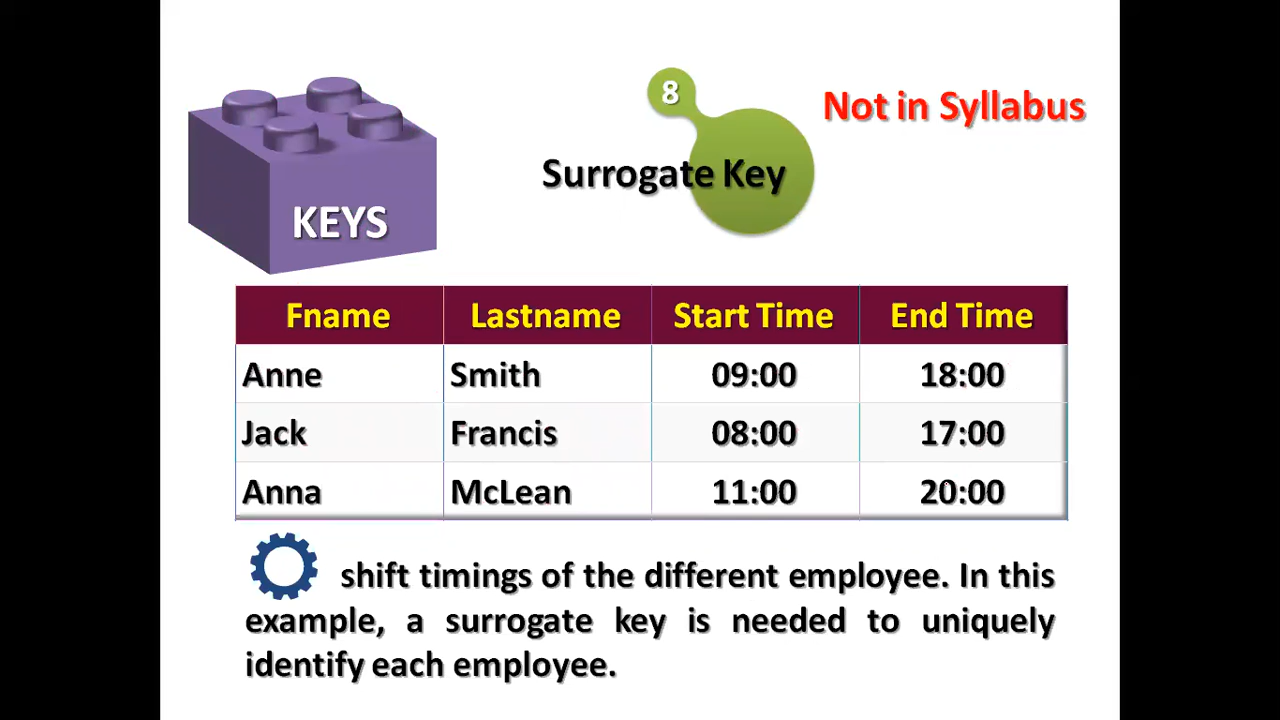 8
Not in Syllabus
Surrogate Key
KEYS
Fname Lastname Start Time End Time
Anne Smith 09:00 18:00
Jack Francis 08:00 17:00
Anna McLean 11:00 20:00
shift timings of the different employee. In this
example, a surrogate key is needed to uniquely
identify each employee.